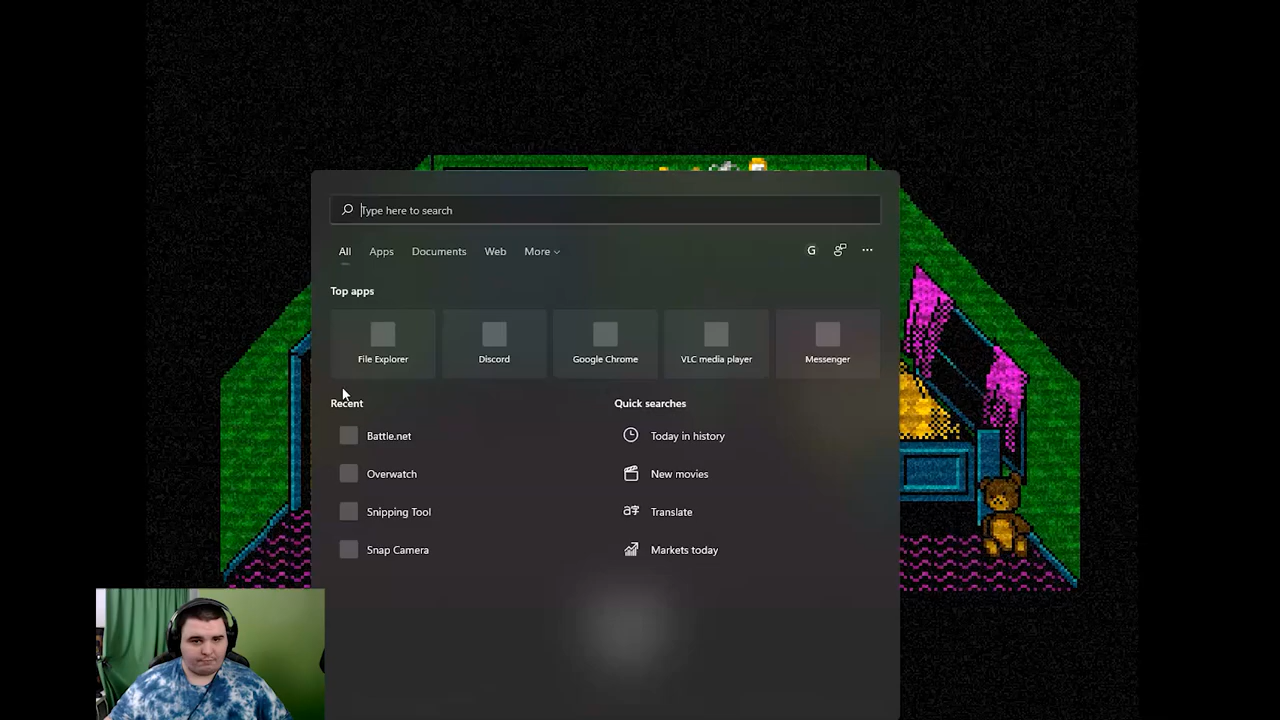 Type here to search
All Apps Documents Web More G ...
Top apps
File Explorer Discord Google Chrome VLC media player Messenger
Recent Quick searches
Battle.net Today in history
Overwatch New movies
Snipping Tool Translate
Snap Camera Markets today